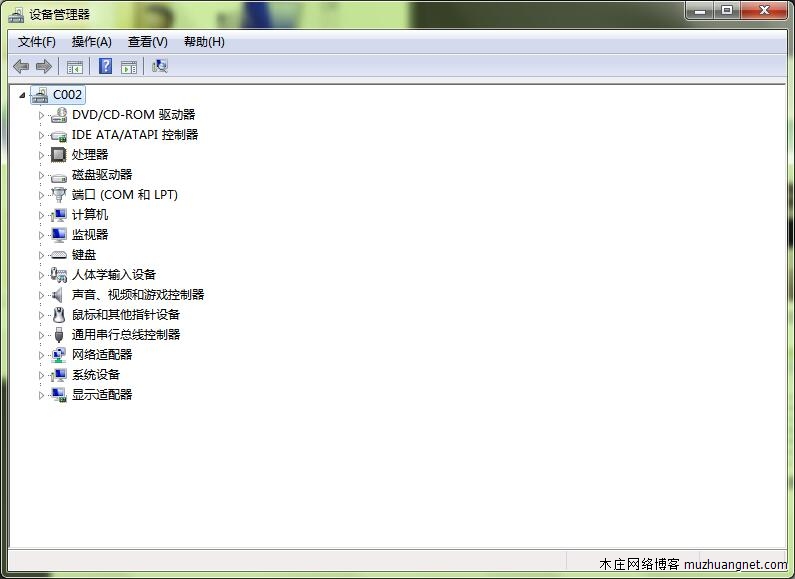 设备管理器
文件(F) 操作(A) 查看(V) 帮助(H)
C002
DVD/CD-ROM 驱动器
IDE ATA/ATAPI 控制器
处理器
磁盘驱动器
端口 (COM 和 LPT)
计算机
监视器
键盘
人体学输入设备
声音、视频和游戏控制器
鼠标和其他指针设备
通用串行总线控制器
网络适配器
系统设备
显示适配器
木庄网络博客 muzhuangnet.com